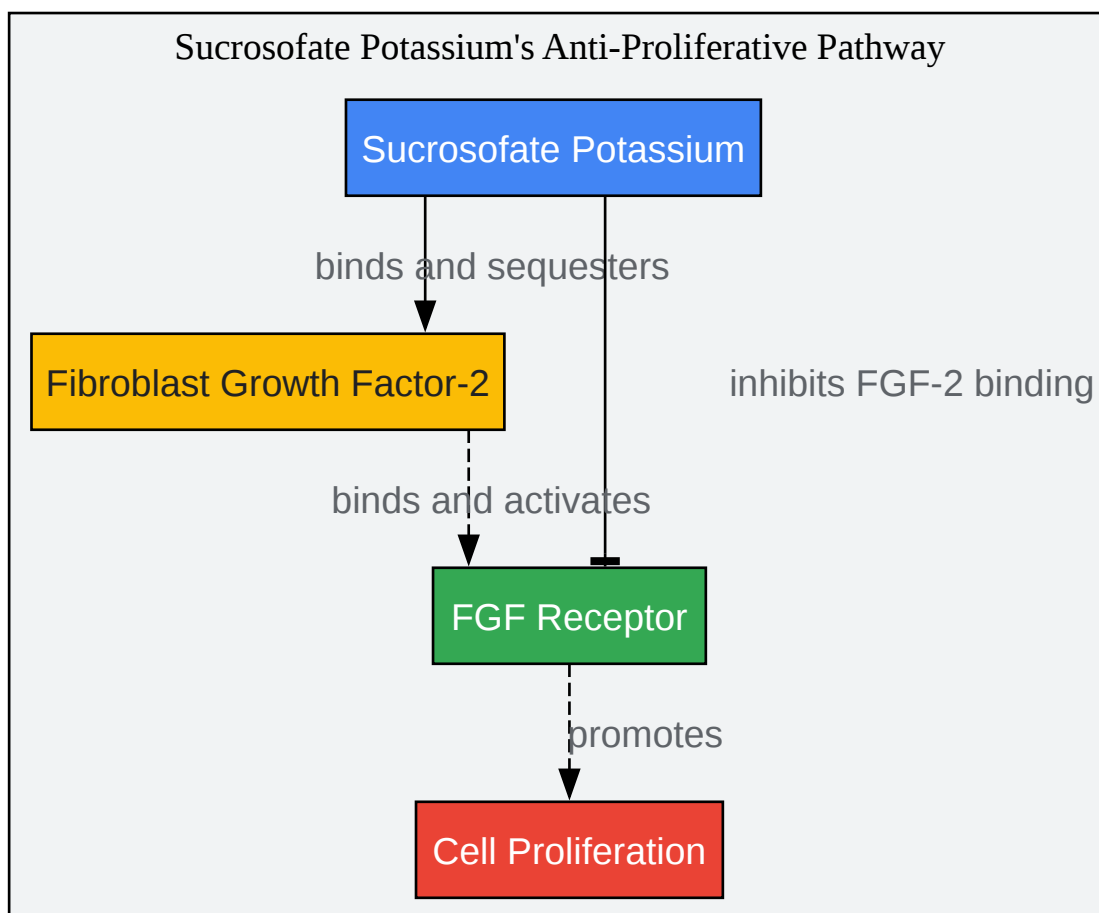 Sucrosofate Potassium's Anti-Proliferative Pathway
Sucrosofate Potassium
binds and sequesters
Fibroblast Growth Factor-2
inhibits FGF-2 binding
binds and activates
FGF Receptor
promotes
Cell Proliferation